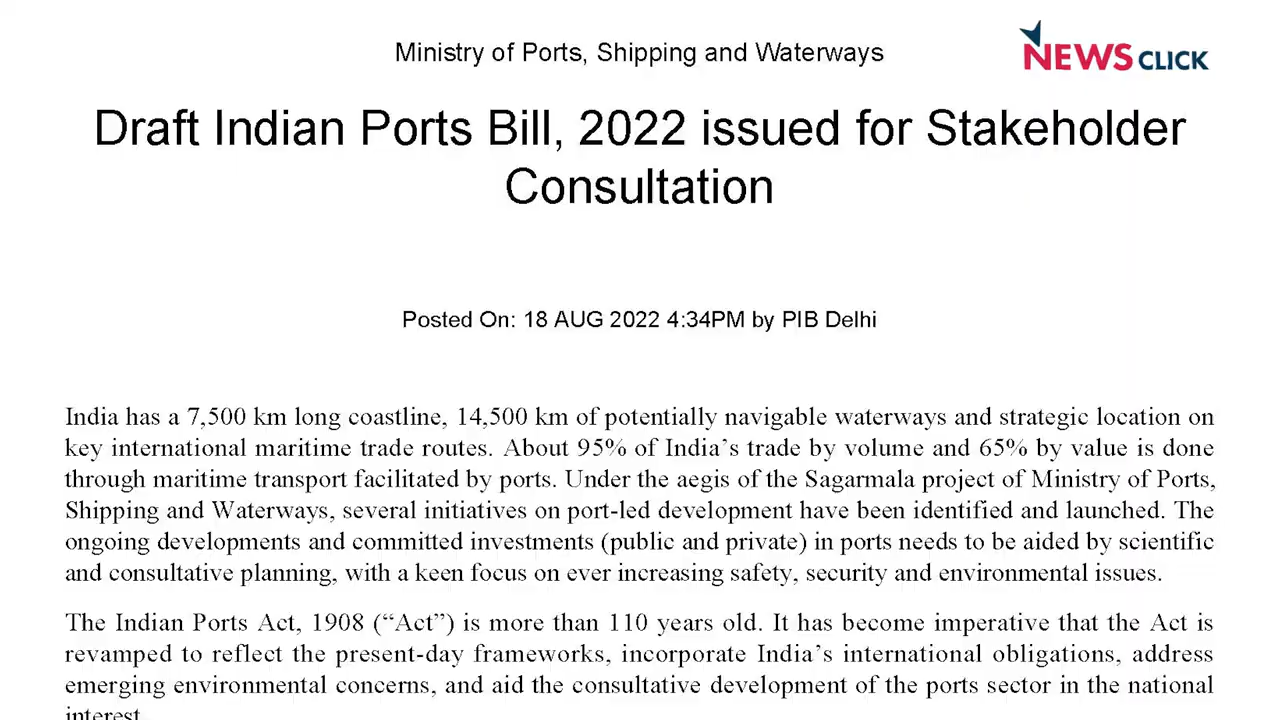 Ministry of Ports, Shipping and Waterways
NEWS CLICK
Draft Indian Ports Bill, 2022 issued for Stakeholder
Consultation
Posted On: 18 AUG 2022 4:34PM by PIB Delhi
India has a 7,500 km long coastline, 14,500 km of potentially navigable waterways and strategic location on
key international maritime trade routes. About 95% of India’s trade by volume and 65% by value is done
through maritime transport facilitated by ports. Under the aegis of the Sagarmala project of Ministry of Ports,
Shipping and Waterways, several initiatives on port-led development have been identified and launched. The
ongoing developments and committed investments (public and private) in ports needs to be aided by scientific
and consultative planning, with a keen focus on ever increasing safety, security and environmental issues.
The Indian Ports Act, 1908 (“Act”) is more than 110 years old. It has become imperative that the Act is
revamped to reflect the present-day frameworks, incorporate India’s international obligations, address
emerging environmental concerns, and aid the consultative development of the ports sector in the national
interest.